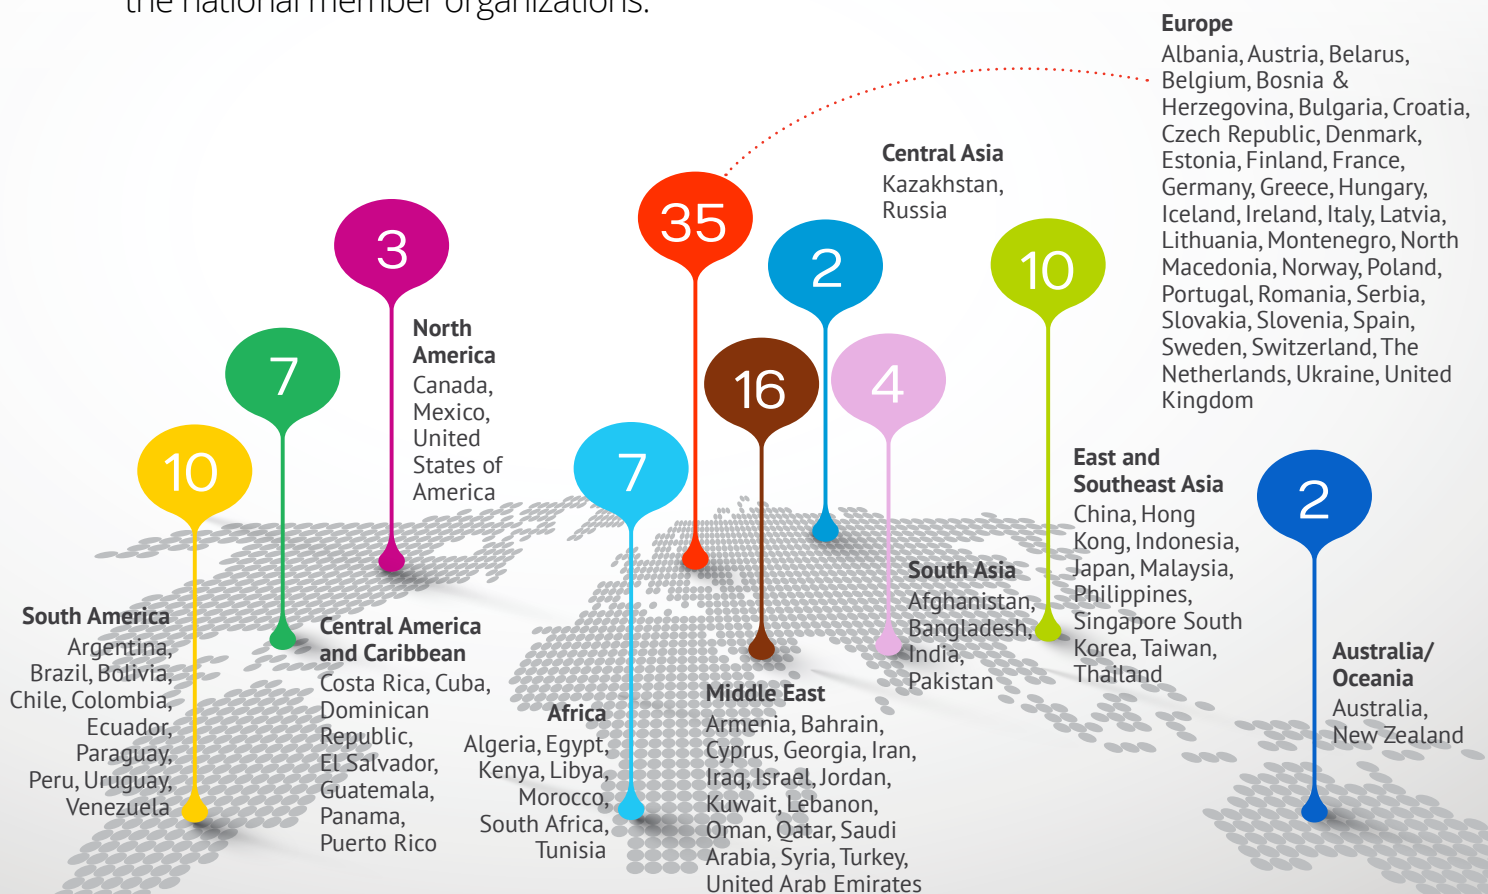 the national member organizations.
Europe
Albania, Austria, Belarus,
Belgium, Bosnia &
Herzegovina, Bulgaria, Croatia,
Czech Republic, Denmark,
Estonia, Finland, France,
Germany, Greece, Hungary,
Iceland, Ireland, Italy, Latvia,
Lithuania, Montenegro, North
Macedonia, Norway, Poland,
Portugal, Romania, Serbia,
Slovakia, Slovenia, Spain,
Sweden, Switzerland, The
Netherlands, Ukraine, United
Kingdom
35
Central Asia
Kazakhstan,
Russia
2
3
North
America
Canada,
Mexico,
United
States of
America
10
East and
Southeast Asia
China, Hong
Kong, Indonesia,
Japan, Malaysia,
Philippines,
Singapore South
Korea, Taiwan,
Thailand
7
Central America
and Caribbean
Costa Rica, Cuba,
Dominican
Republic,
El Salvador,
Guatemala,
Panama,
Puerto Rico
16
Middle East
Armenia, Bahrain,
Cyprus, Georgia, Iran,
Iraq, Israel, Jordan,
Kuwait, Lebanon,
Oman, Qatar, Saudi
Arabia, Syria, Turkey,
United Arab Emirates
4
South Asia
Afghanistan,
Bangladesh,
India,
Pakistan
10
South America
Argentina,
Brazil, Bolivia,
Chile, Colombia,
Ecuador,
Paraguay,
Peru, Uruguay,
Venezuela
7
Africa
Algeria, Egypt,
Kenya, Libya,
Morocco,
South Africa,
Tunisia
2
Australia/
Oceania
Australia,
New Zealand